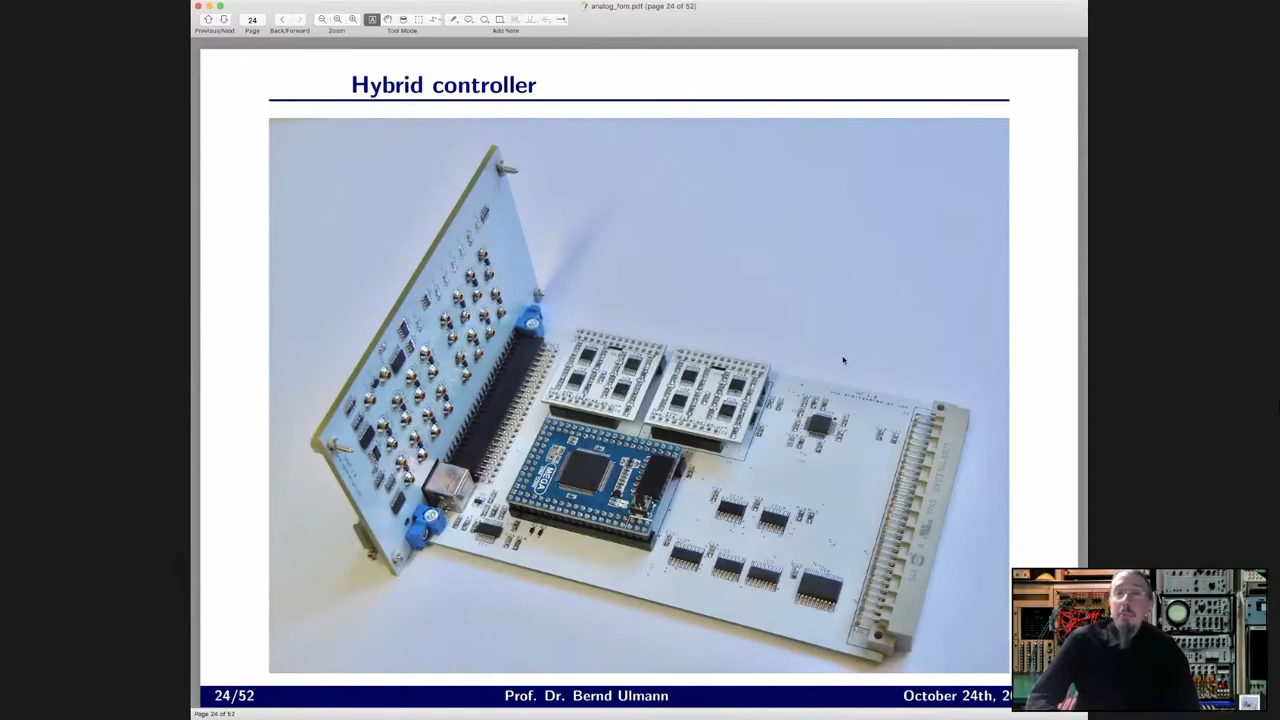 analog_fom.pdf (page 24 of 52)
24
Previous/Next
Page
Back/Forward
Zoom
Tool Mode
Add Note
Hybrid controller
MEGA
24/52
Prof. Dr. Bernd Ulmann
October 24th,
Page 24 of 52